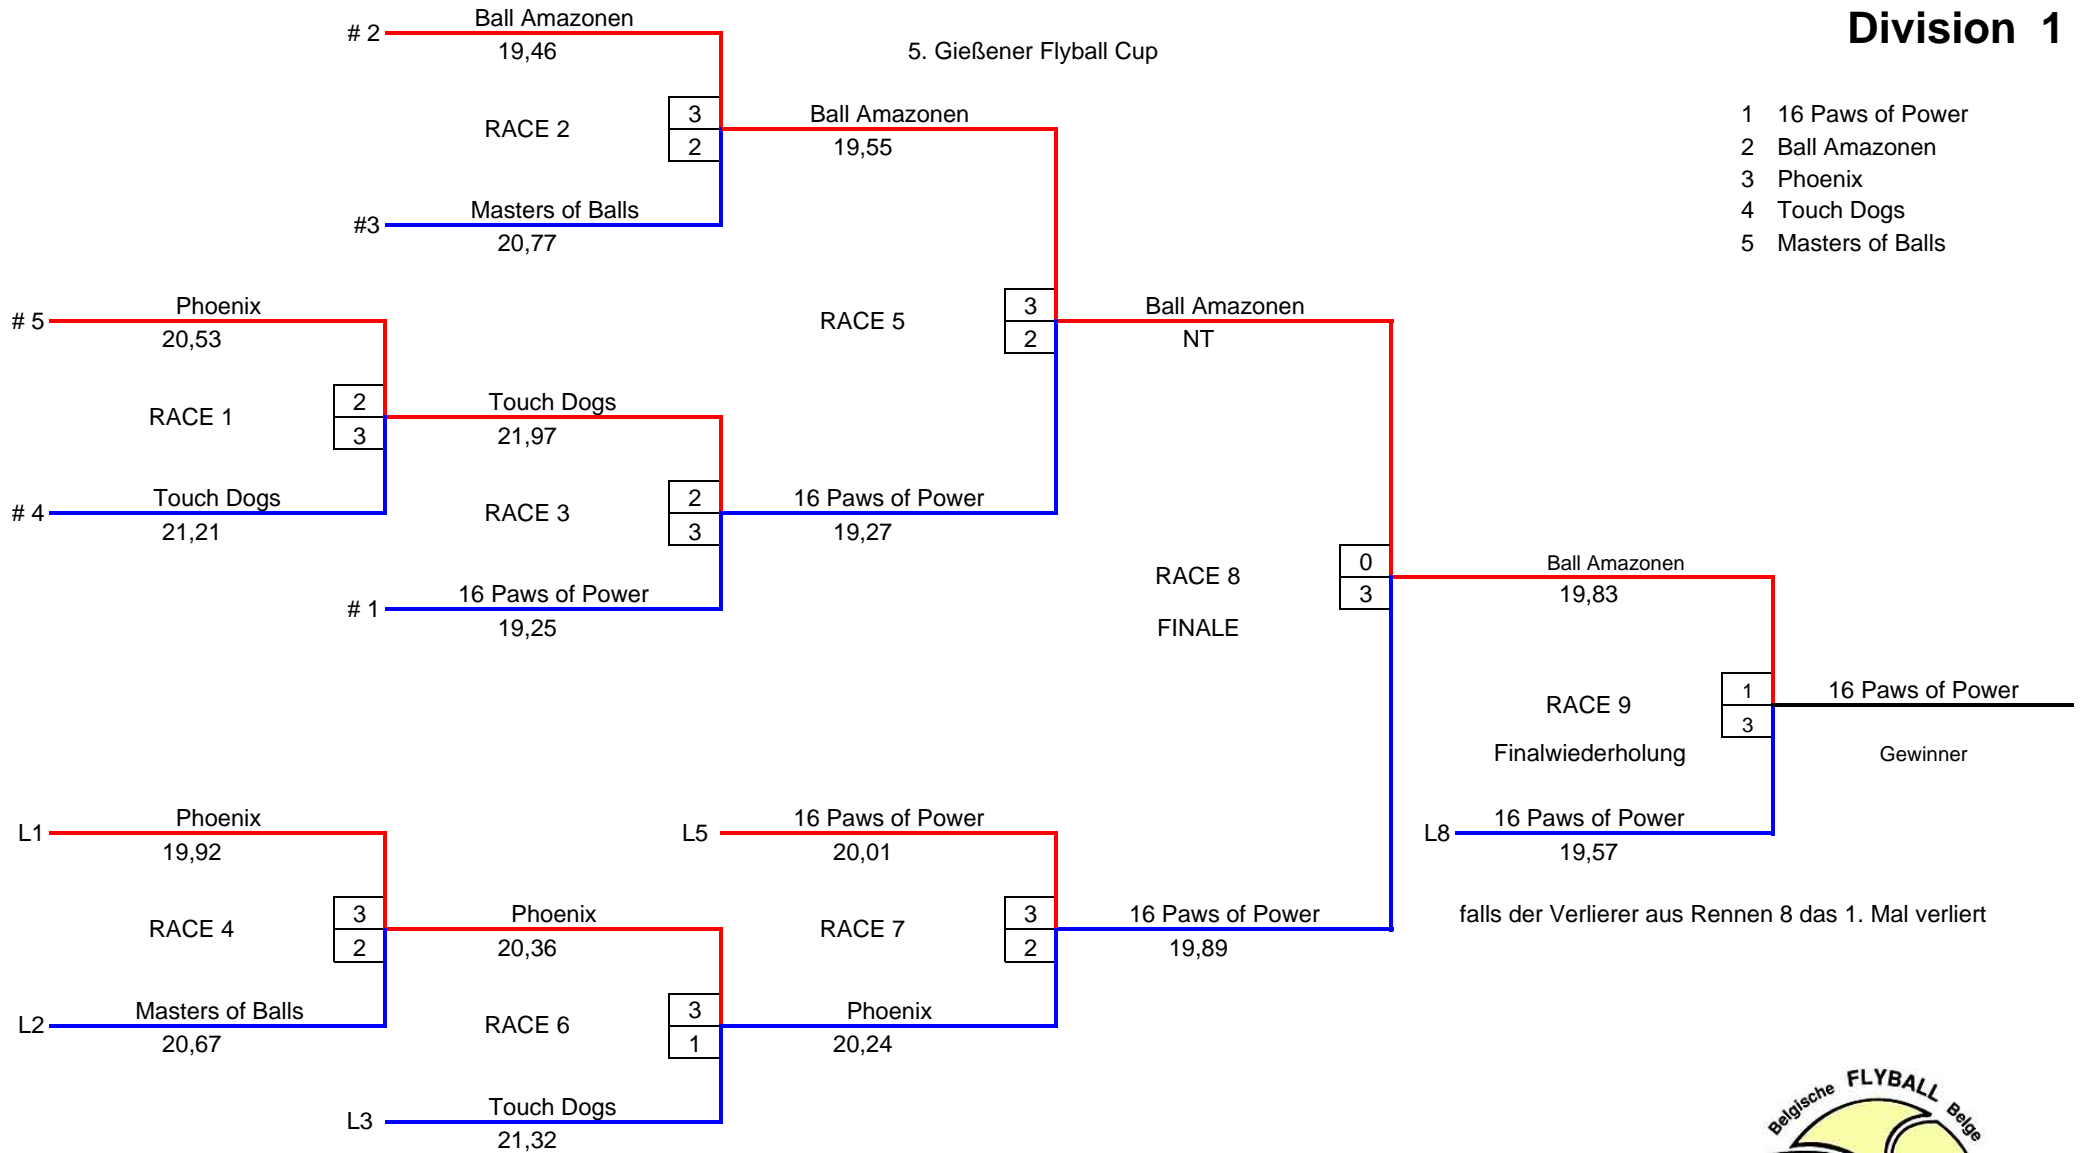 Division 1
5. Gießener Flyball Cup
1 16 Paws of Power
2 Ball Amazonen
3 Phoenix
4 Touch Dogs
5 Masters of Balls
# 2
Ball Amazonen
19,46
RACE 2
3
2
#3
Masters of Balls
20,77
Ball Amazonen
19,55
# 5
Phoenix
20,53
RACE 1
2
3
# 4
Touch Dogs
21,21
Touch Dogs
21,97
RACE 3
2
3
# 1
16 Paws of Power
19,25
RACE 5
3
2
16 Paws of Power
19,27
Ball Amazonen
NT
RACE 8
0
3
FINALE
Ball Amazonen
19,83
RACE 9
1
3
Finalwiederholung
16 Paws of Power
Gewinner
L8
16 Paws of Power
19,57
falls der Verlierer aus Rennen 8 das 1. Mal verliert
L1
Phoenix
19,92
RACE 4
3
2
L2
Masters of Balls
20,67
Phoenix
20,36
RACE 6
3
1
L3
Touch Dogs
21,32
L5
16 Paws of Power
20,01
RACE 7
3
2
Phoenix
20,24
16 Paws of Power
19,89
Belgische FLYBALL Belge